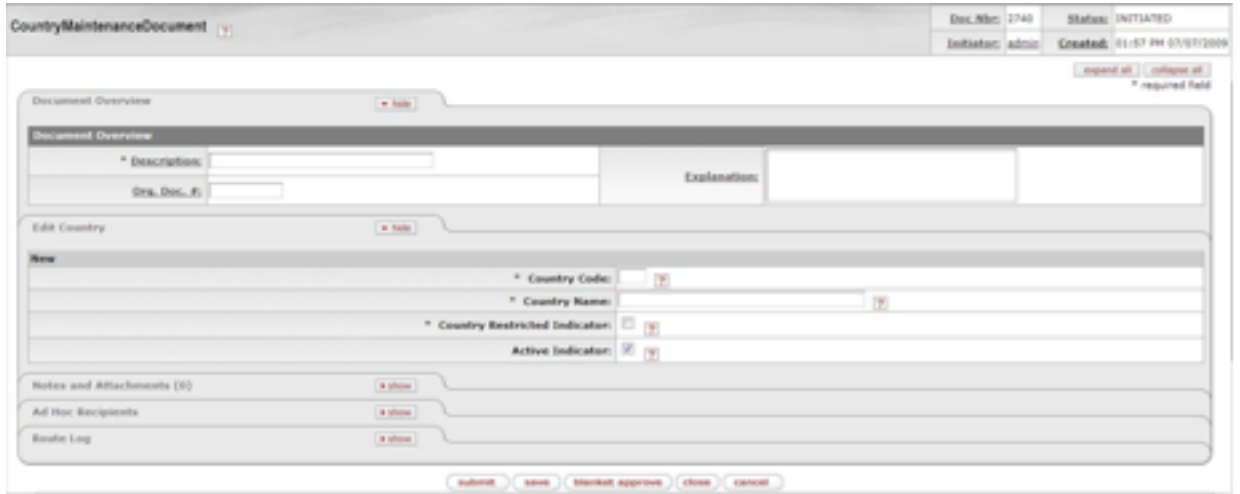 CountryMaintenanceDocument ?
Doc Nbr: 2740 Status: INITIATED
Initiator: admin Created: 01:57 PM 07/07/2009
expand all collapse all
* required field
Document Overview hide
Document Overview
* Description:
Explanation:
Org. Doc. #:
Edit Country hide
New
* Country Code: ?
* Country Name: ?
* Country Restricted Indicator: ?
Active Indicator: ?
Notes and Attachments (0) show
Ad Hoc Recipients show
Route Log show
submit save blanket approve close cancel